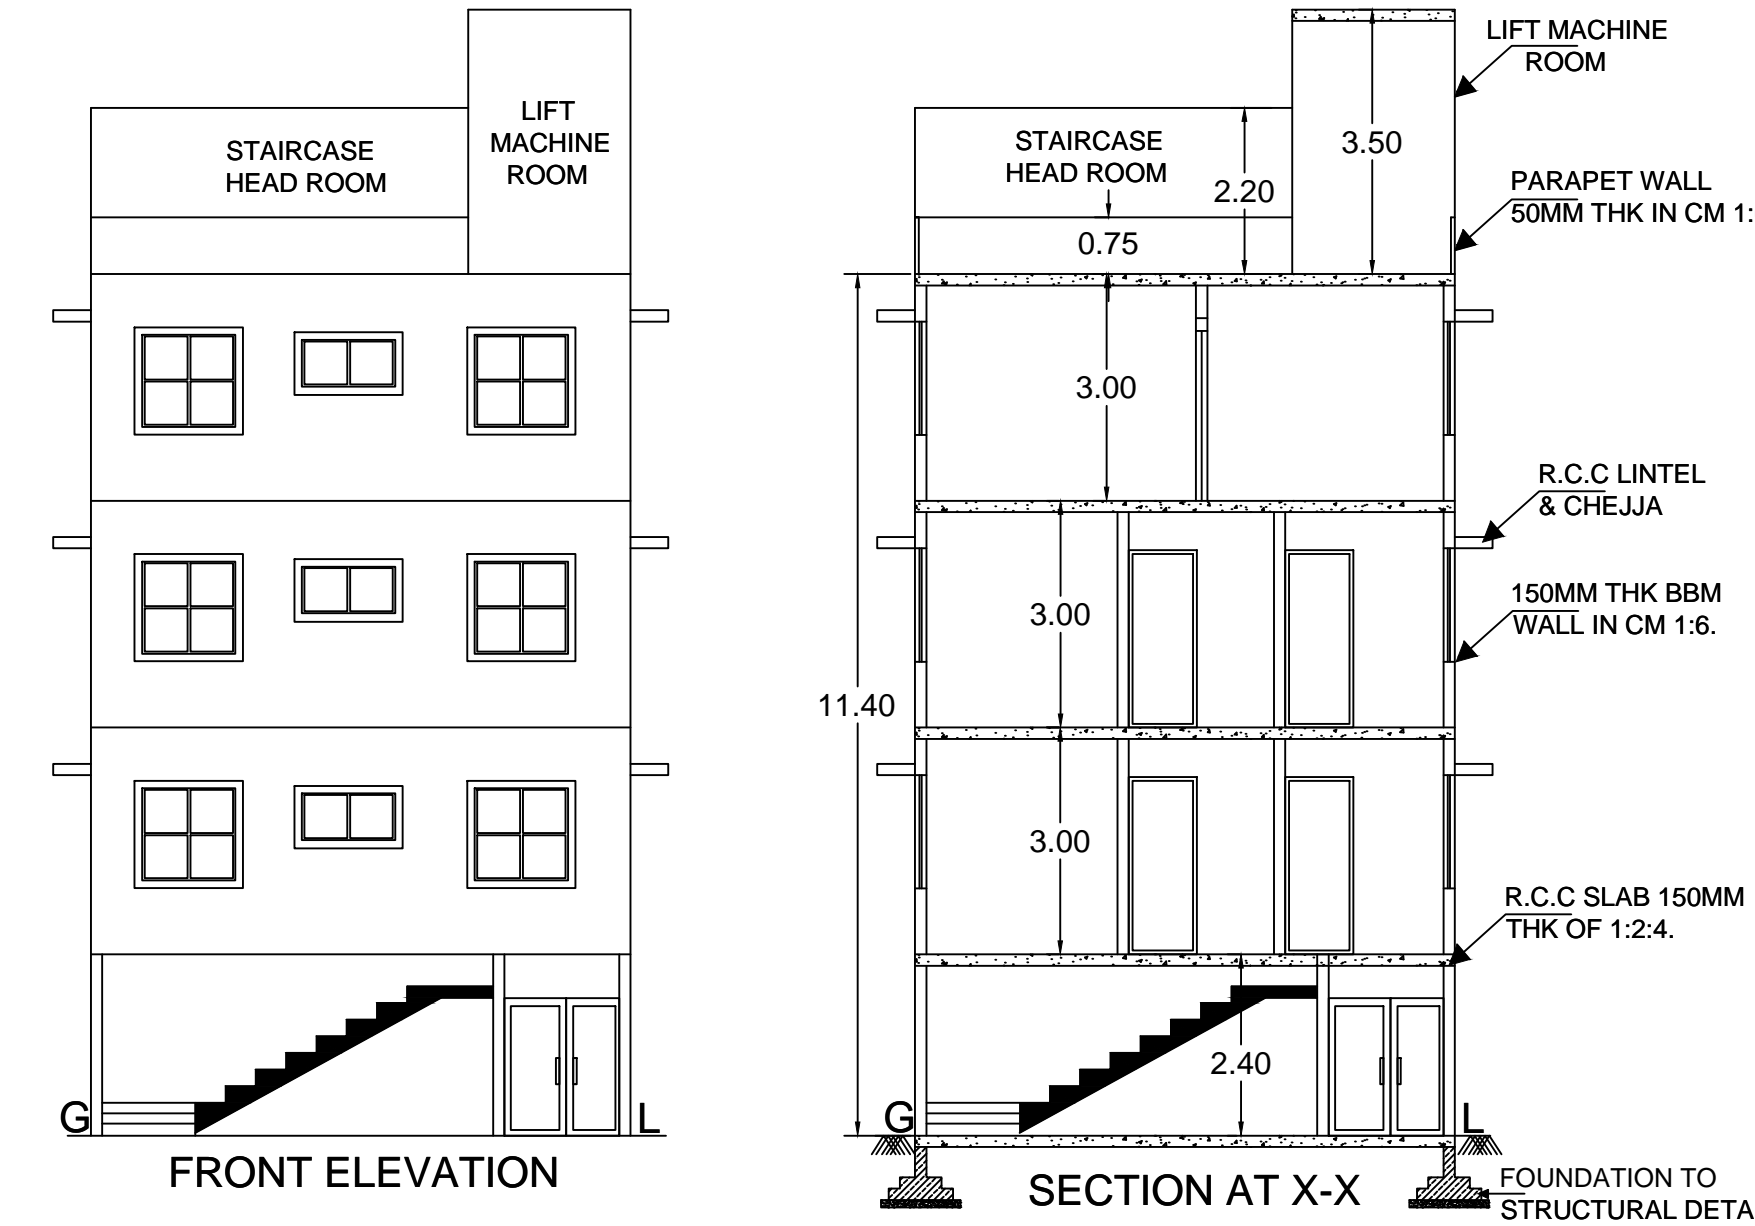 STAIRCASE
HEAD ROOM
LIFT
MACHINE
ROOM
G
L
FRONT ELEVATION
LIFT MACHINE
ROOM
3.50
STAIRCASE
HEAD ROOM
2.20
PARAPET WALL
50MM THK IN CM 1:
0.75
3.00
R.C.C LINTEL
& CHEJJA
3.00
150MM THK BBM
WALL IN CM 1:6.
11.40
3.00
R.C.C SLAB 150MM
THK OF 1:2:4.
2.40
G
L
SECTION AT X-X
FOUNDATION TO
STRUCTURAL DETA